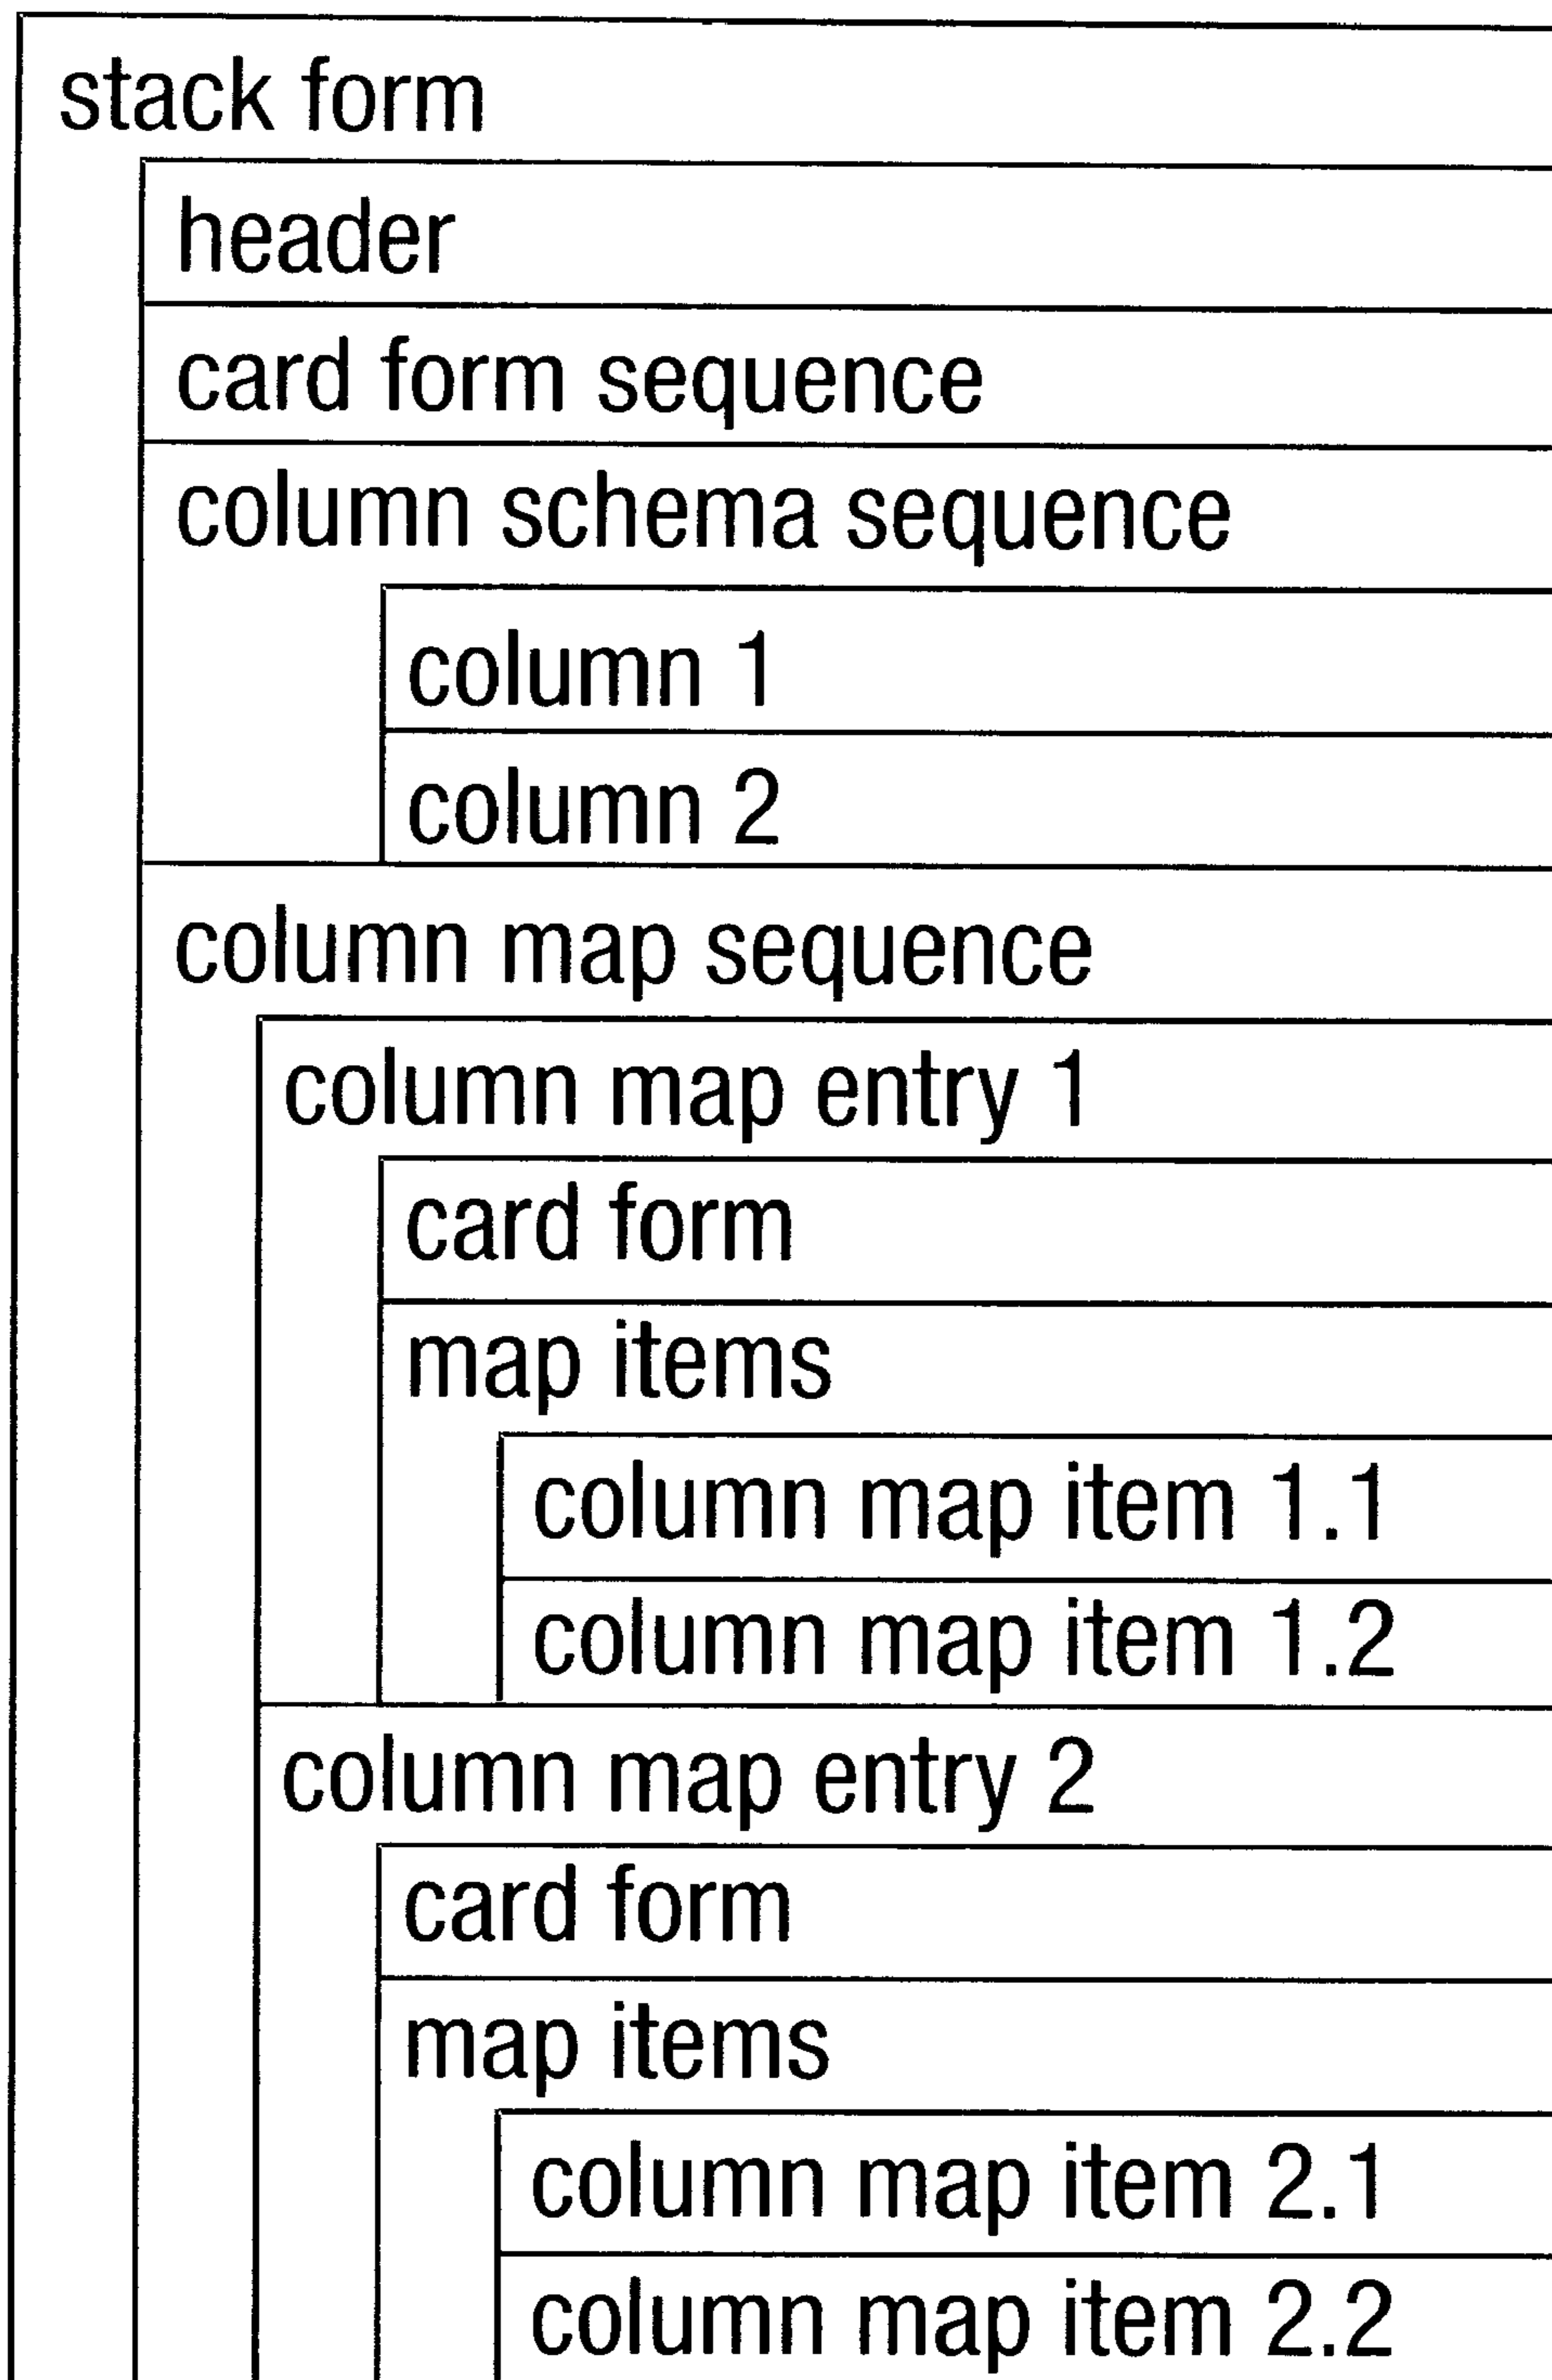 stack form
header
card form sequence
column schema sequence
column 1
column 2
column map sequence
column map entry 1
card form
map items
column map item 1.1
column map item 1.2
column map entry 2
card form
map items
column map item 2.1
column map item 2.2